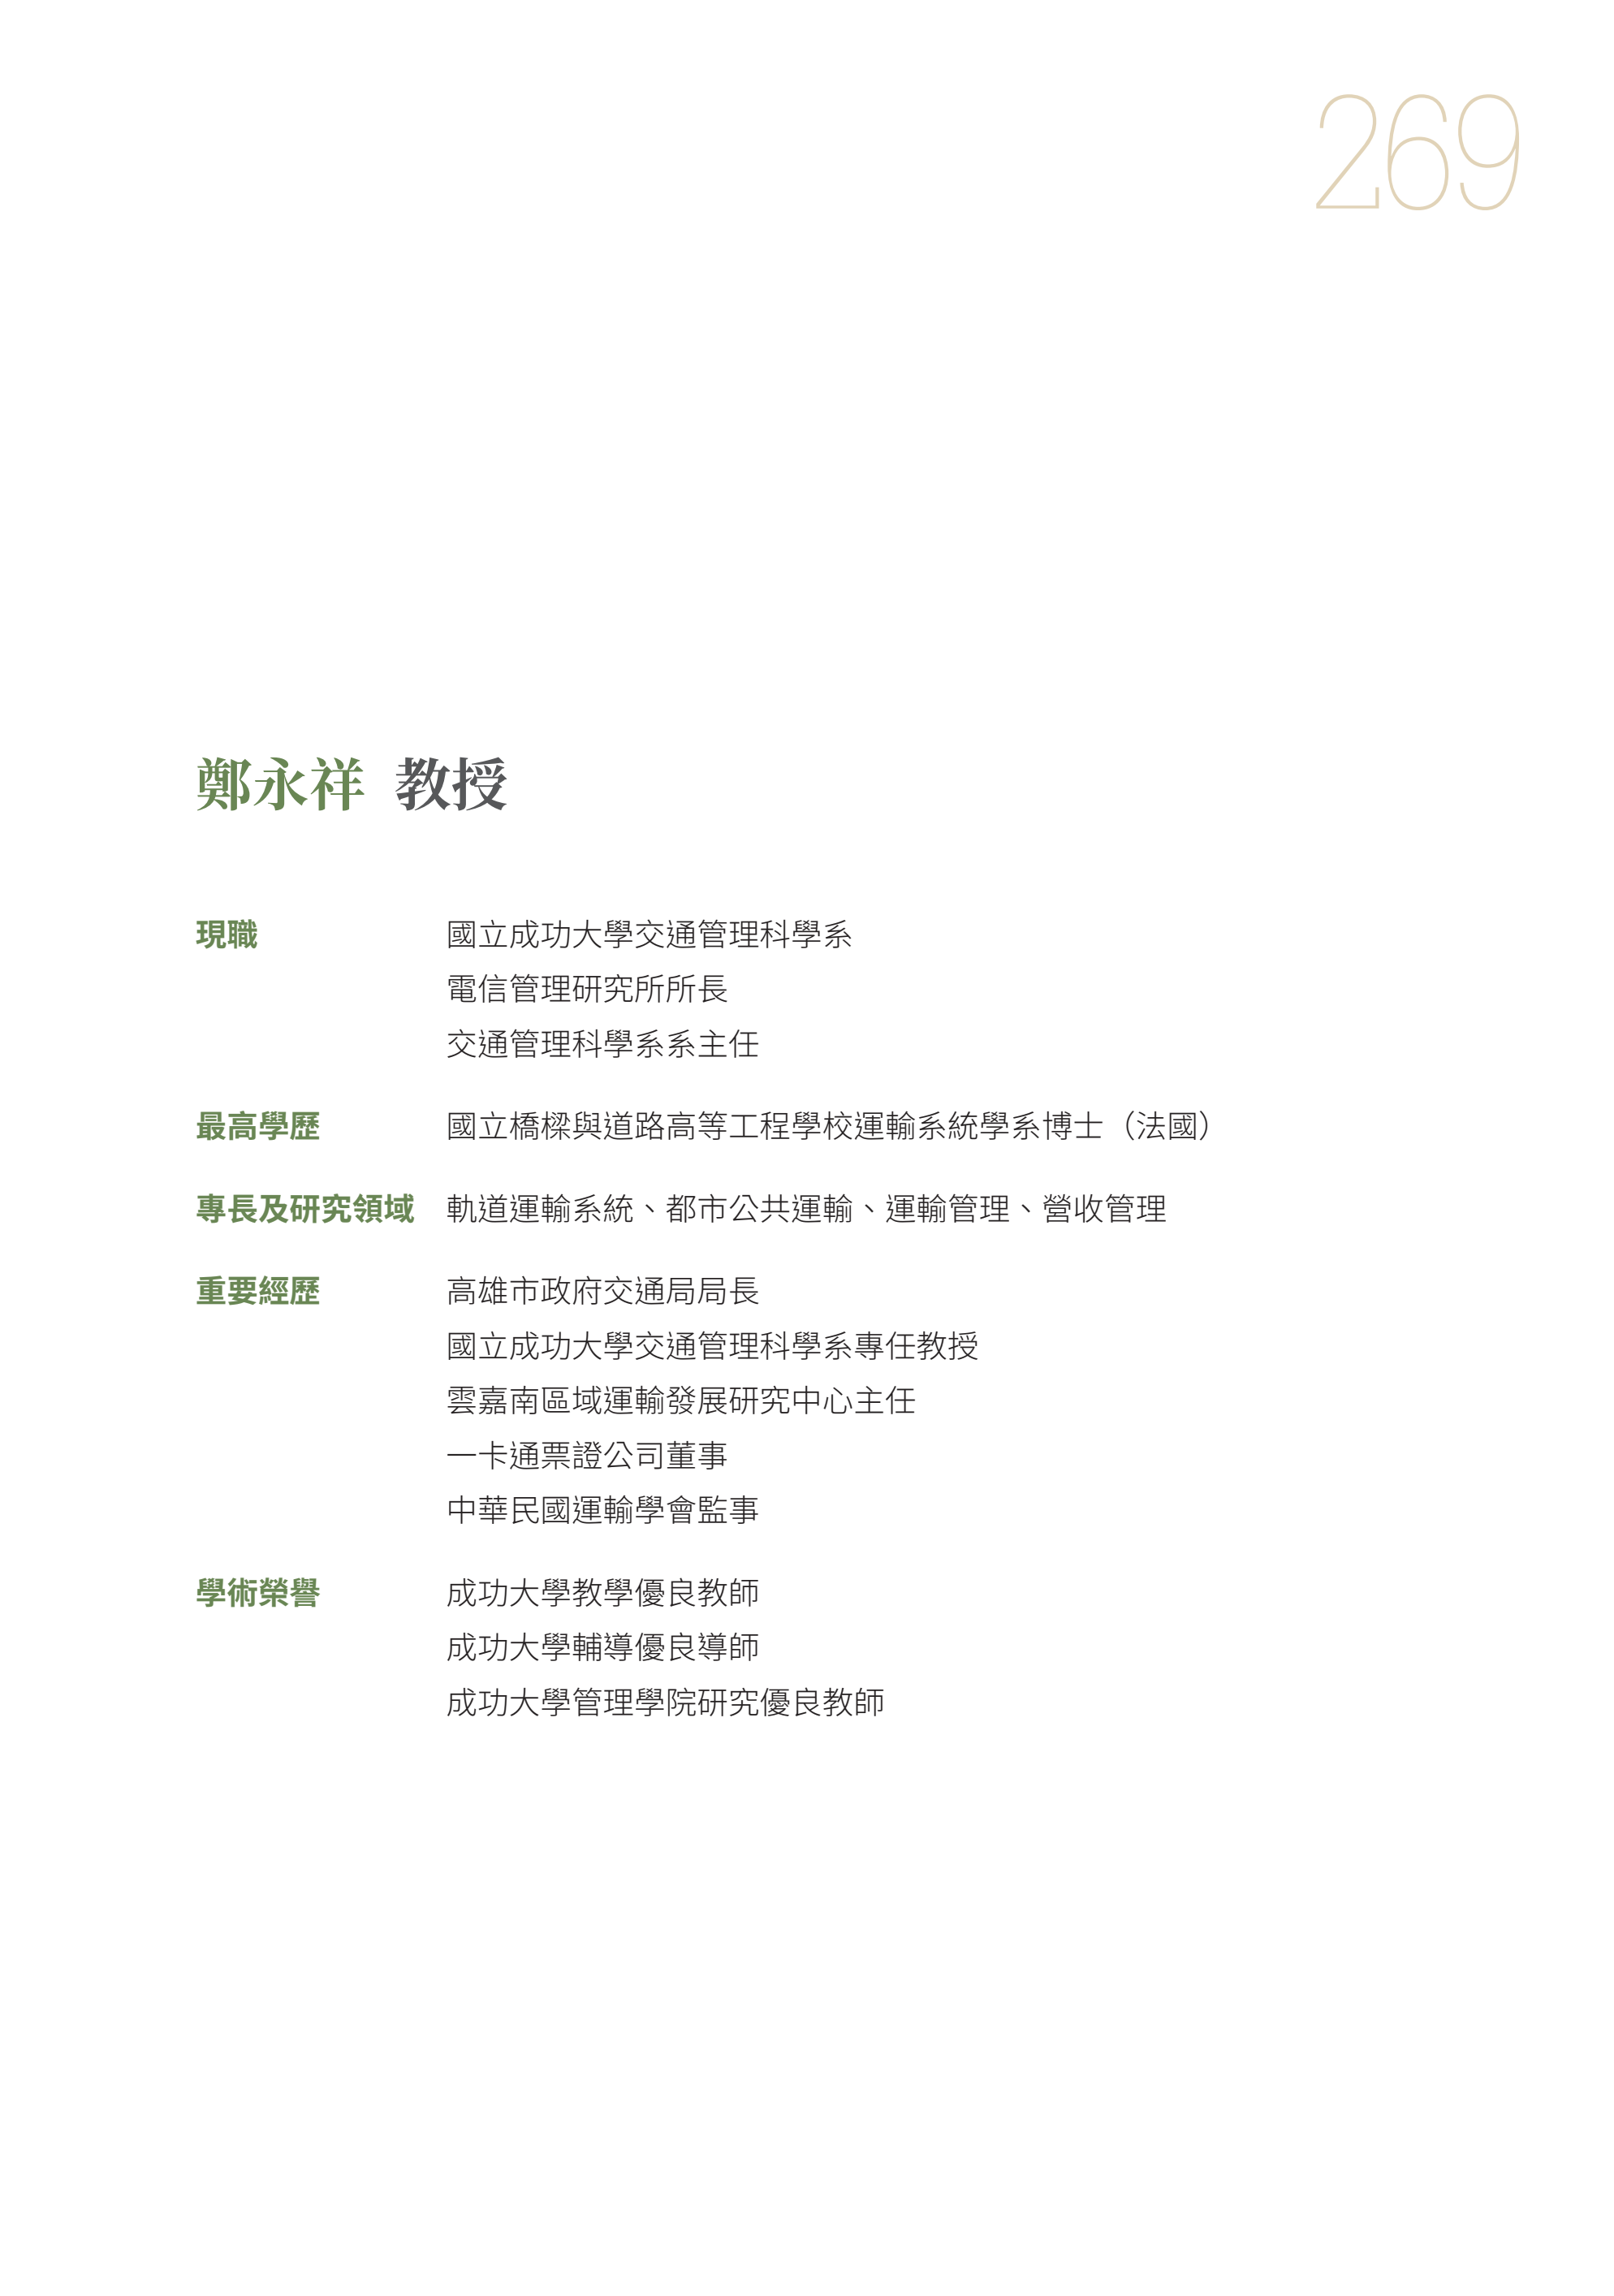 269
鄭永祥 教授
現職 國立成功大學交通管理科學系
電信管理研究所所長
交通管理科學系系主任
最高學歷 國立橋樑與道路高等工程學校運輸系統學系博士（法國）
專長及研究領域 軌道運輸系統、都市公共運輸、運輸管理、營收管理
重要經歷 高雄市政府交通局局長
國立成功大學交通管理科學系專任教授
雲嘉南區域運輸發展研究中心主任
一卡通票證公司董事
中華民國運輸學會監事
學術榮譽 成功大學教學優良教師
成功大學輔導優良導師
成功大學管理學院研究優良教師